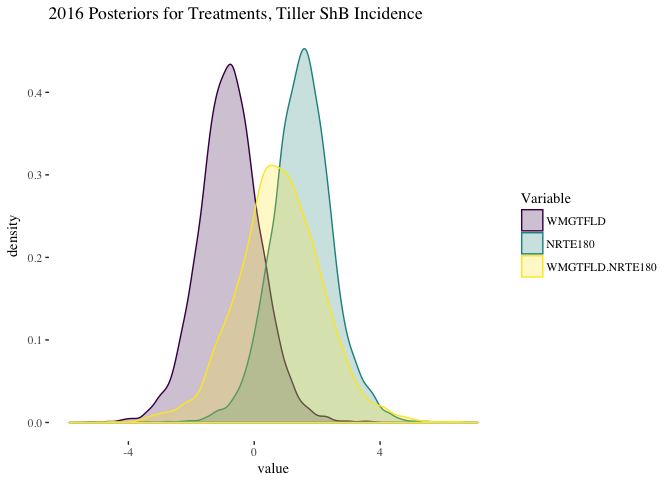 2016 Posteriors for Treatments, Tiller ShB Incidence
density
0.4
0.3
0.2
0.1
0.0
-4
0
4
value
Variable
WMGTFLD
NRTE180
WMGTFLD.NRTE180